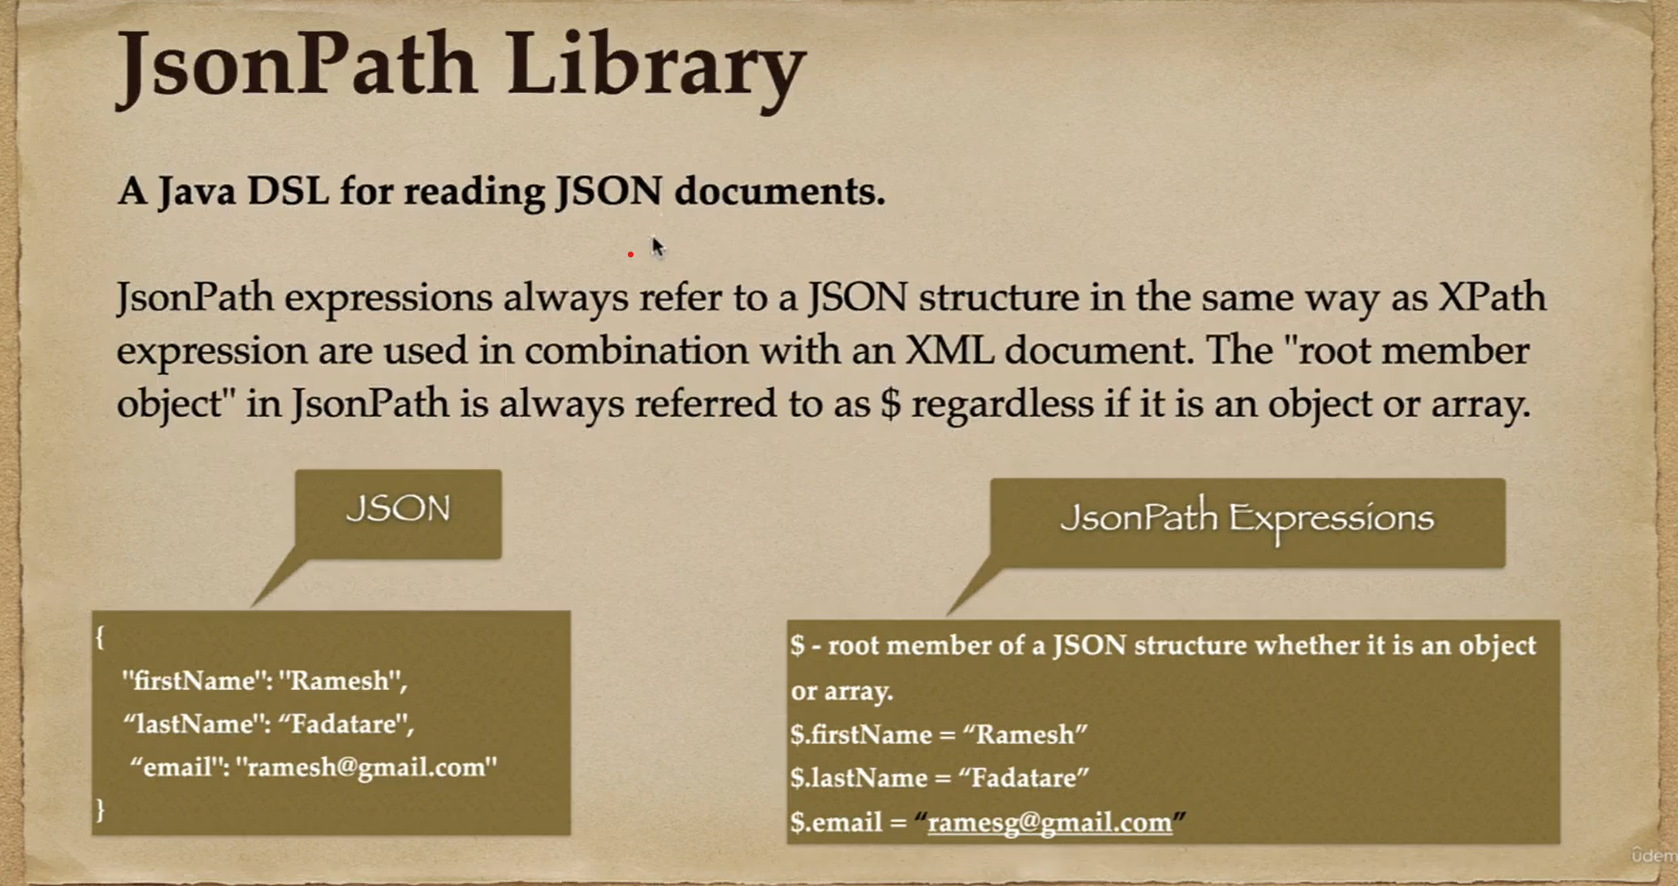 JsonPath Library
A Java DSL for reading JSON documents.
JsonPath expressions always refer to a JSON structure in the same way as XPath
expression are used in combination with an XML document. The "root member
object" in JsonPath is always referred to as $ regardless if it is an object or array.
JSON
{
"firstName": "Ramesh",
“lastName": “Fadatare",
“email": "ramesh@gmail.com"
}
JsonPath Expressions
$ - root member of a JSON structure whether it is an object
or array.
$.firstName = “Ramesh”
$.lastName = “Fadatare”
$.email = “ramesg@gmail.com”